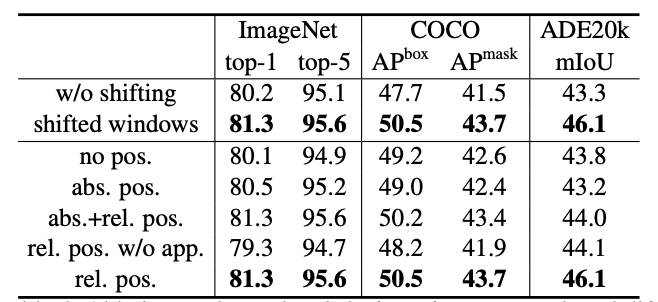 ImageNet COCO ADE20k
top-1 top-5 APbox APmask mIoU
w/o shifting 80.2 95.1 47.7 41.5 43.3
shifted windows 81.3 95.6 50.5 43.7 46.1
no pos. 80.1 94.9 49.2 42.6 43.8
abs. pos. 80.5 95.2 49.0 42.4 43.2
abs.+rel. pos. 81.3 95.6 50.2 43.4 44.0
rel. pos. w/o app. 79.3 94.7 48.2 41.9 44.1
rel. pos. 81.3 95.6 50.5 43.7 46.1